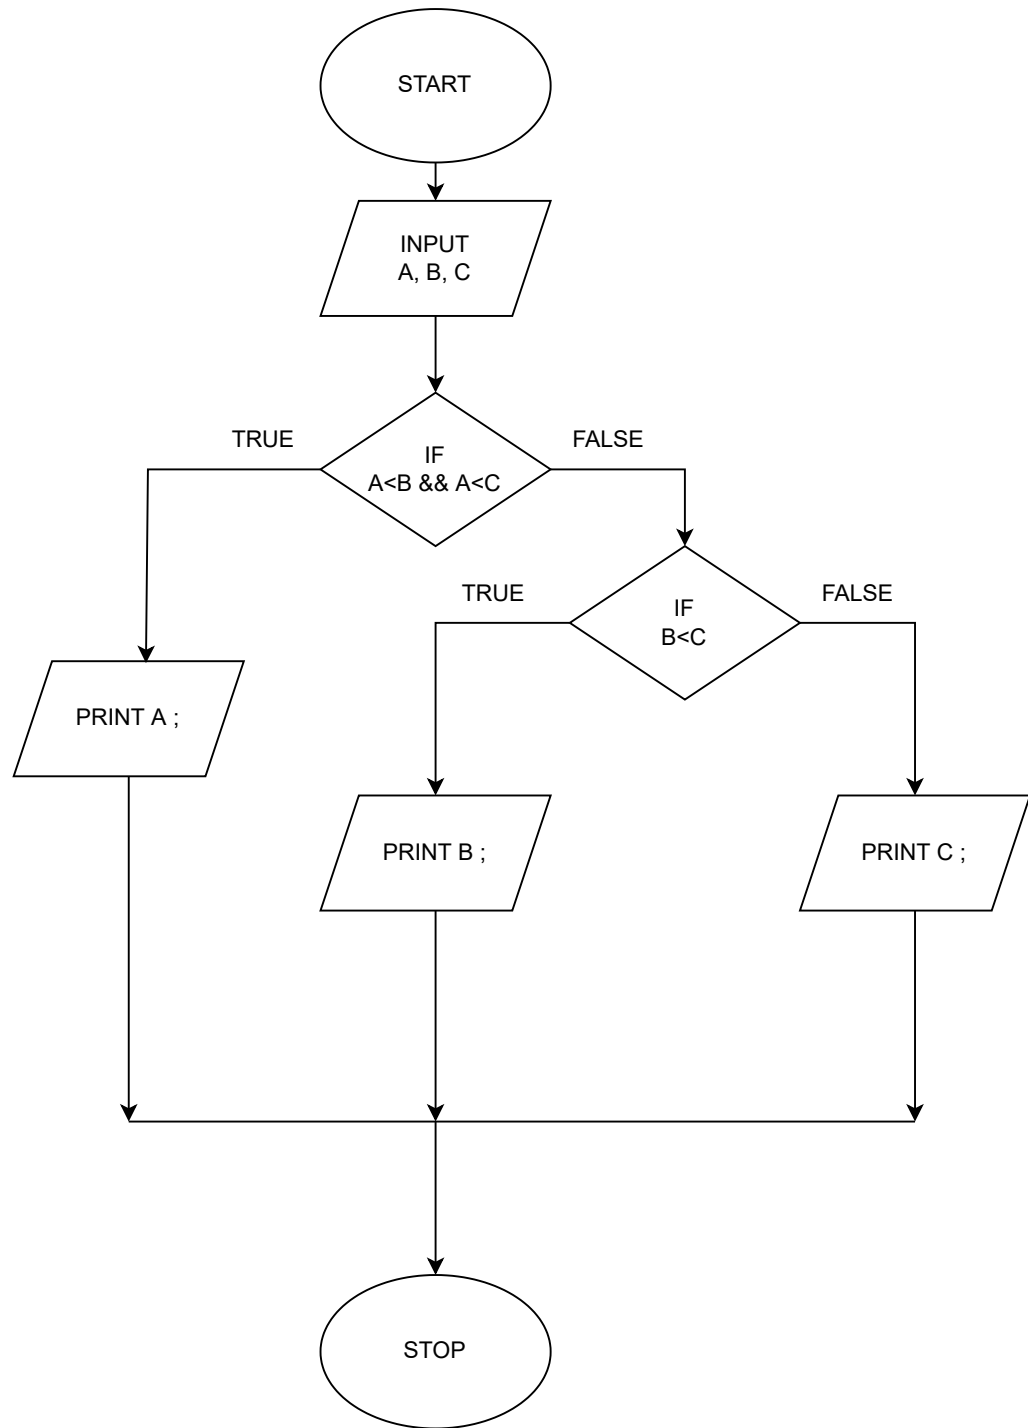 START
INPUT
A, B, C
TRUE
FALSE
IF
A<B && A<C
TRUE
FALSE
IF
B<C
PRINT A ;
PRINT B ;
PRINT C ;
STOP